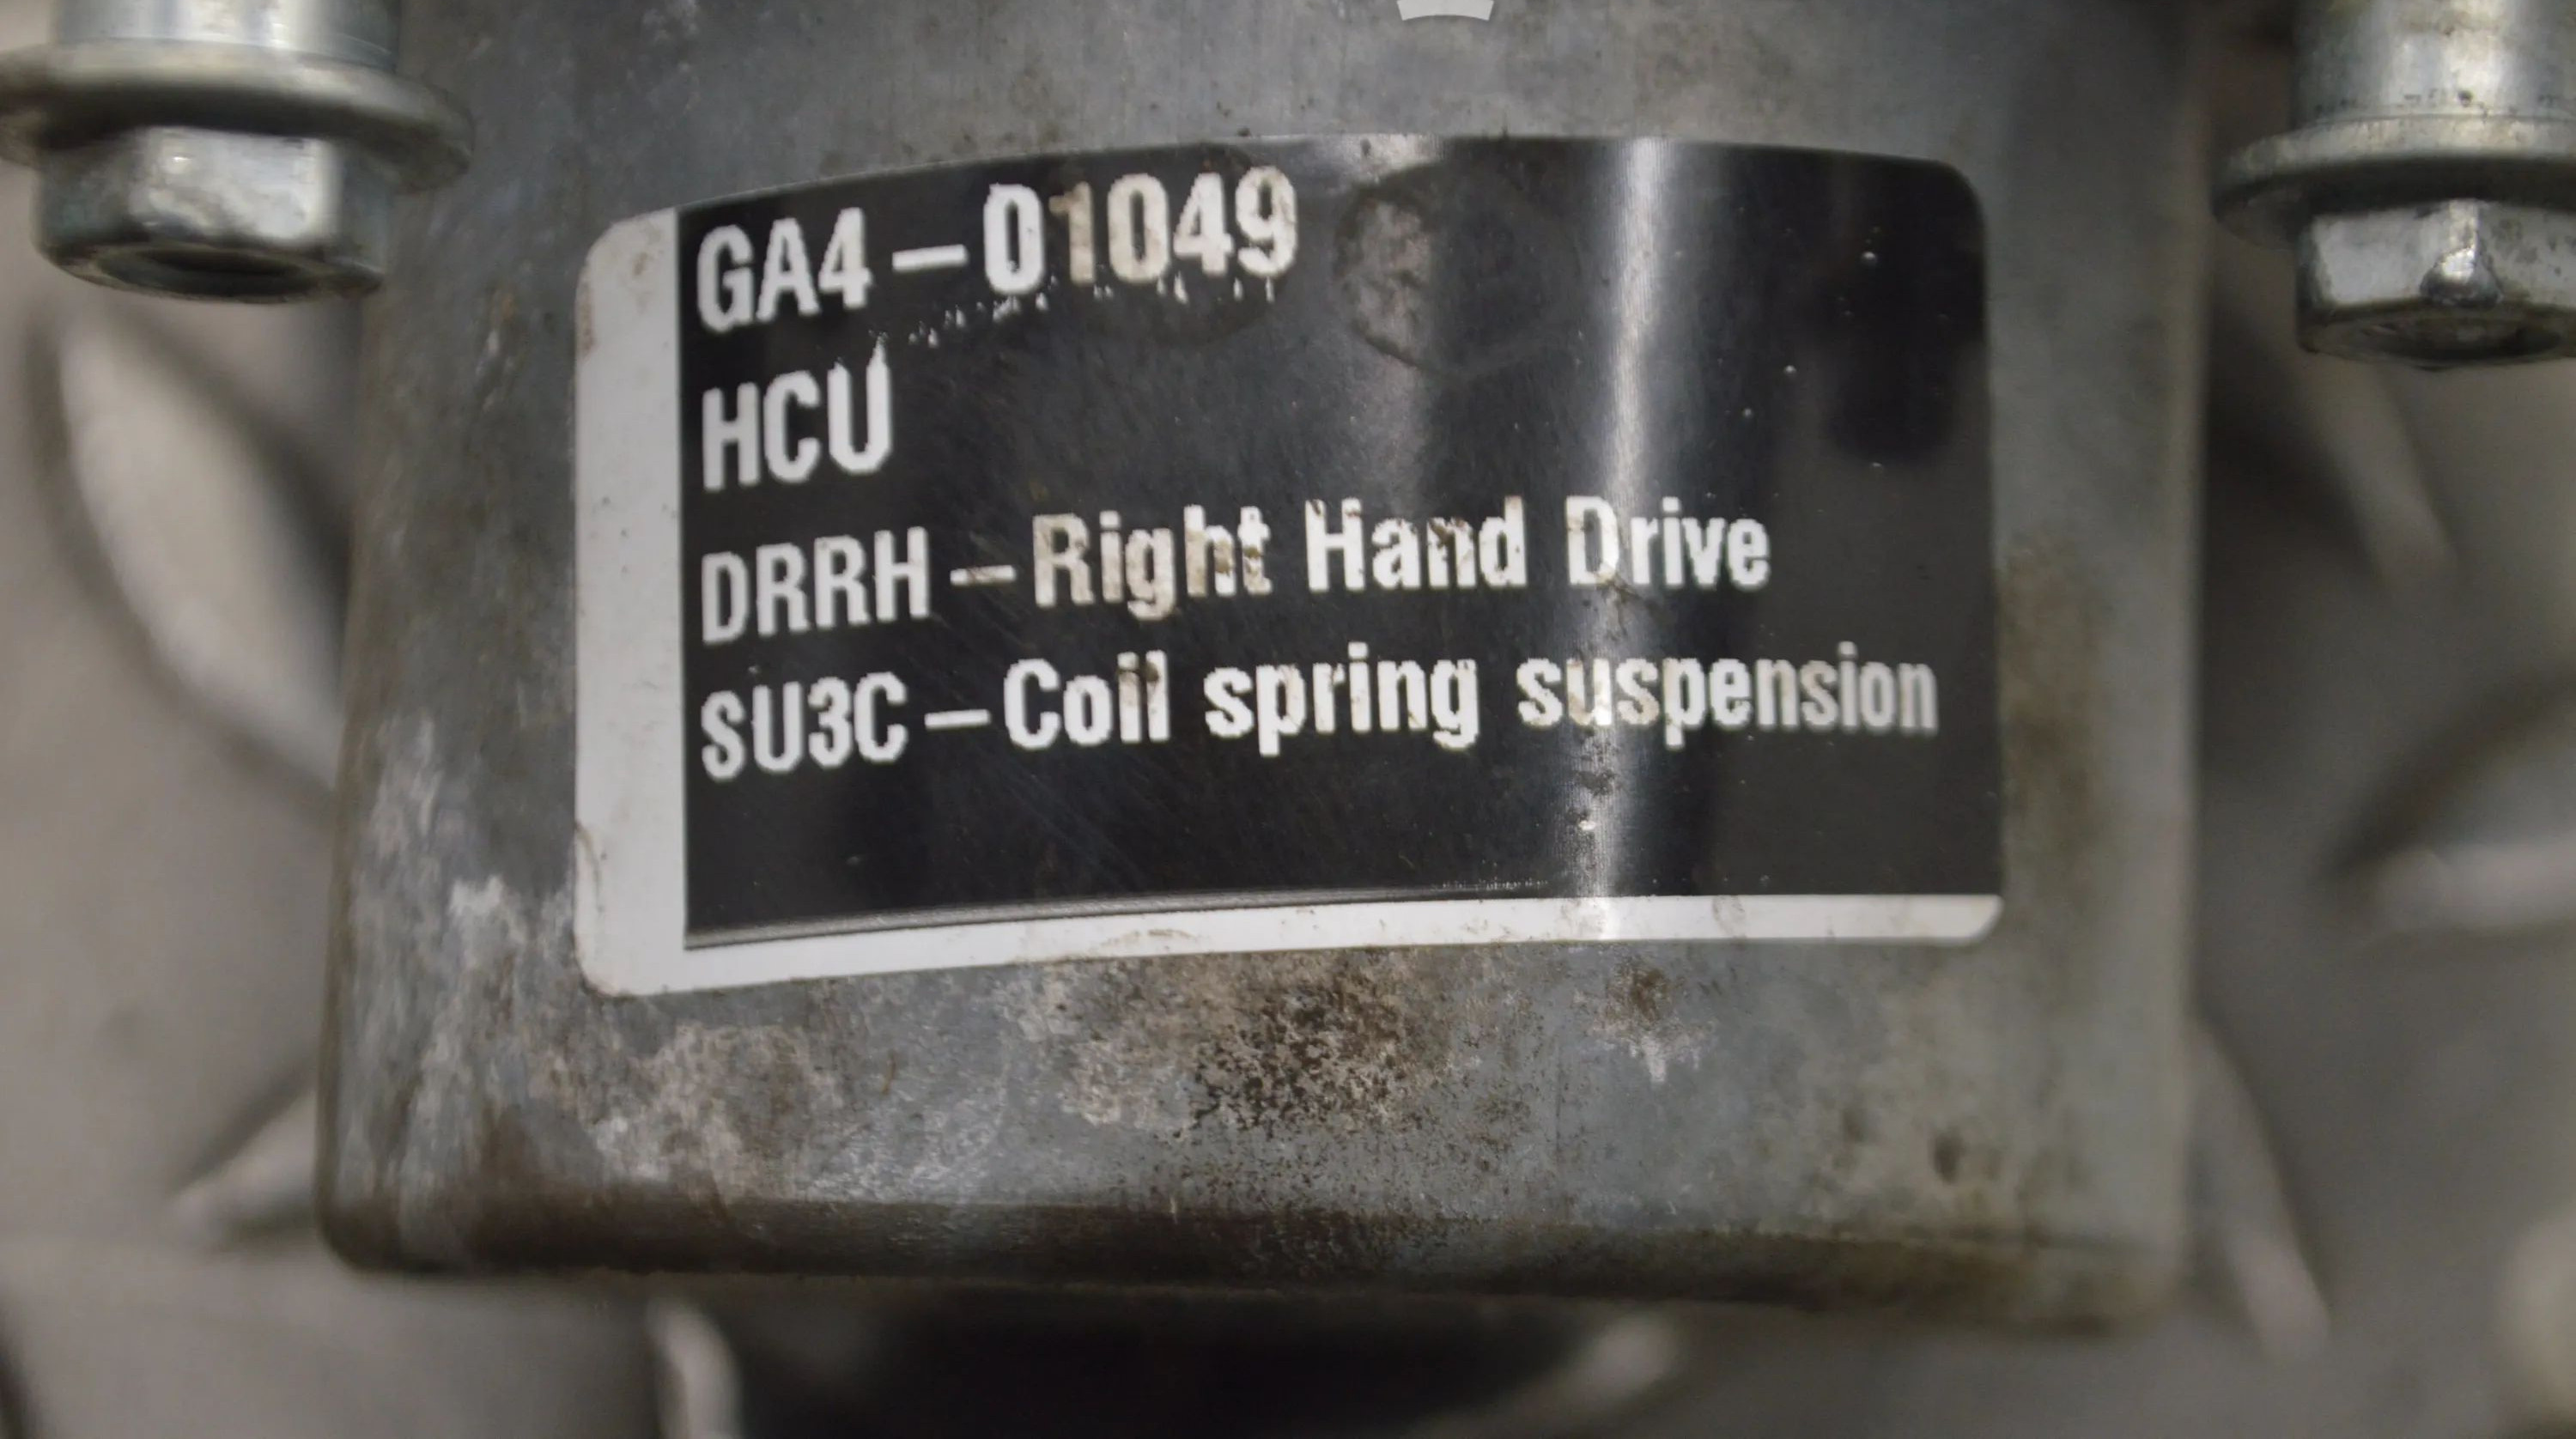 GA4-01049
HCU
DRRH-Right Hand Drive
SU3C-Coil spring suspension